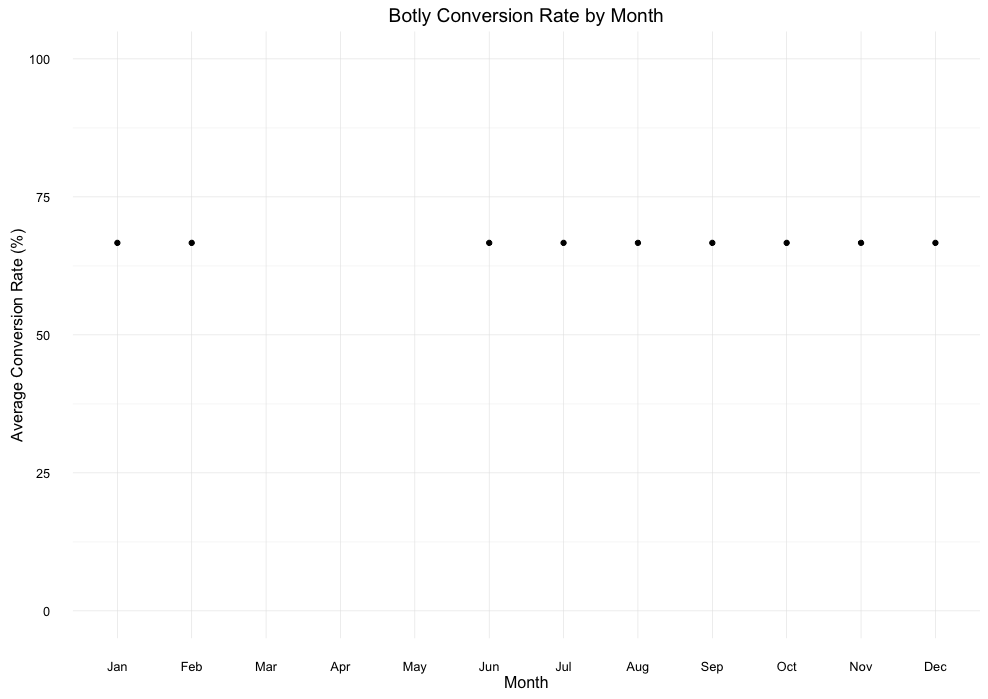 Botly Conversion Rate by Month
100
75
50
25
0
Average Conversion Rate (%)
Jan Feb Mar Apr May Jun Jul Aug Sep Oct Nov Dec
Month